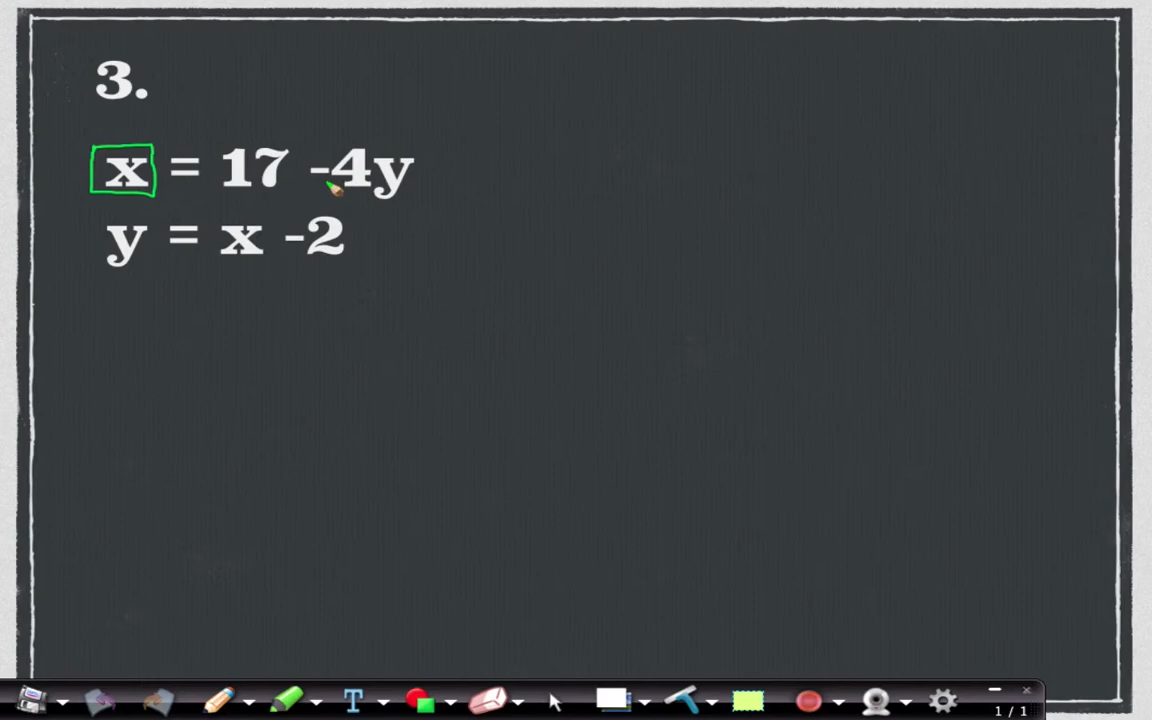 3.
x = 17 -4y
y = x -2
T
1 / 1